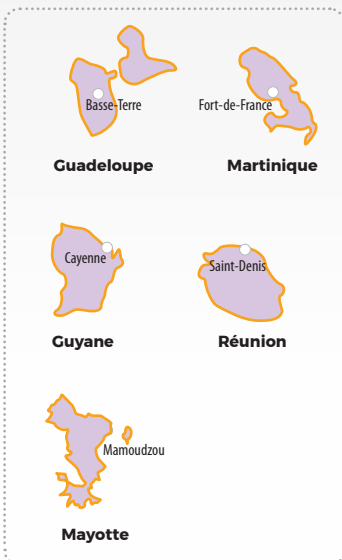 Basse-Terre
Fort-de-France
Guadeloupe
Martinique
Cayenne
Saint-Denis
Guyane
Réunion
Mamoudzou
Mayotte